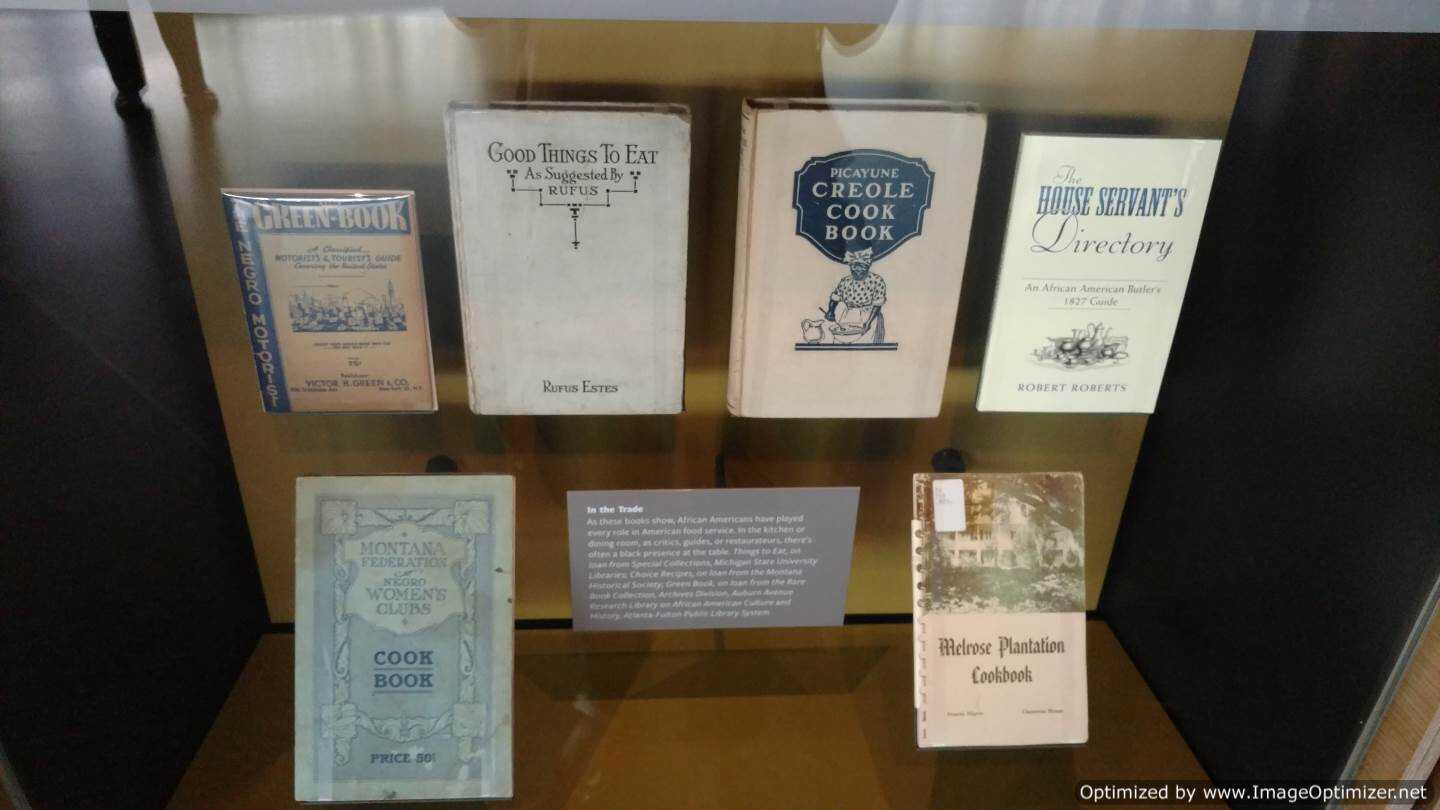 GREEN-BOOK
A Classified
MOTORIST'S & TOURIST'S GUIDE
Covering the United States
75¢
VICTOR H. GREEN & CO.
NEGRO MOTORIST
GOOD THINGS TO EAT
As Suggested By
RUFUS
RUFUS ESTES
PICAYUNE
CREOLE
COOK
BOOK
The
HOUSE SERVANT'S
Directory
An African American Butler's
1827 Guide
ROBERT ROBERTS
MONTANA
FEDERATION
OF
NEGRO
WOMEN'S
CLUBS
COOK
BOOK
PRICE 50¢
In the Trade
As these books show, African Americans have played
every role in American food service. In the kitchen or
dining room, as critics, guides, or restaurateurs, there's
often a black presence at the table. Things to Eat, on
loan from Special Collections, Michigan State University
Libraries; Choice Recipes, on loan from the Montana
Historical Society; Green Book, on loan from the Rare
Book Collection, Archives Division, Auburn Avenue
Research Library on African American Culture and
History, Atlanta-Fulton Public Library System
Melrose Plantation
Cookbook
Optimized by www.ImageOptimizer.net